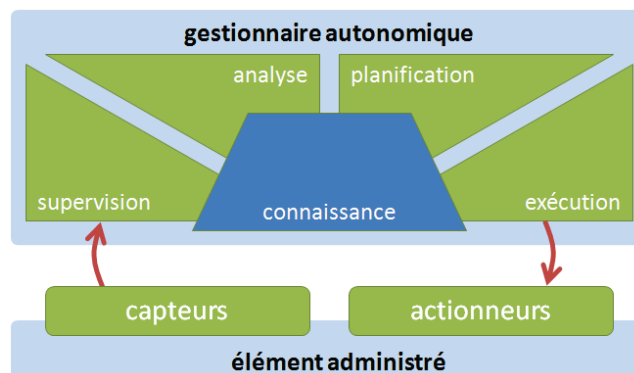 gestionnaire autonomique
analyse
planification
supervision
connaissance
exécution
capteurs
actionneurs
élément administré